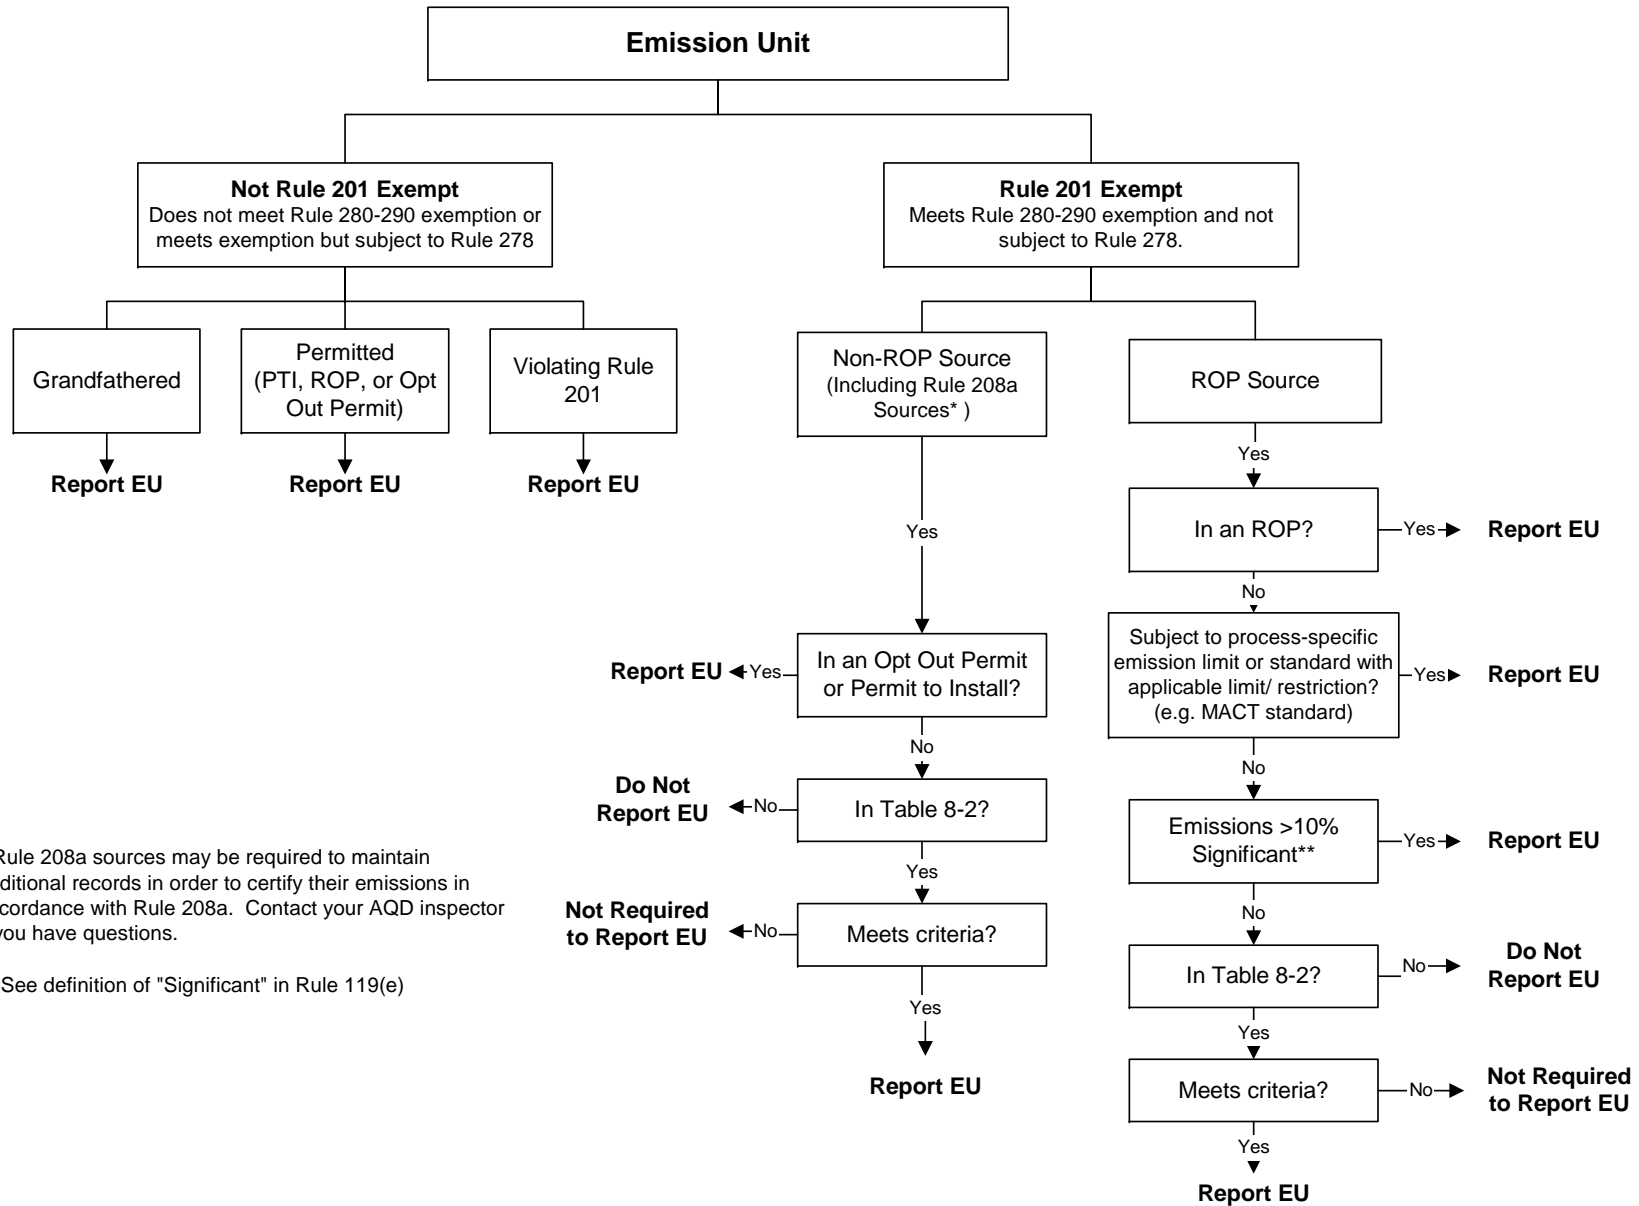 Emission Unit
Not Rule 201 Exempt
Does not meet Rule 280-290 exemption or
meets exemption but subject to Rule 278
Rule 201 Exempt
Meets Rule 280-290 exemption and not
subject to Rule 278.
Grandfathered
Permitted
(PTI, ROP, or Opt
Out Permit)
Violating Rule
201
Non-ROP Source
(Including Rule 208a
Sources* )
ROP Source
Report EU
Report EU
Report EU
Yes
Yes
In an ROP?
Yes
Report EU
No
In an Opt Out Permit
or Permit to Install?
Yes
Report EU
No
Subject to process-specific
emission limit or standard with
applicable limit/ restriction?
(e.g. MACT standard)
Yes
Report EU
No
In Table 8-2?
No
Do Not
Report EU
Yes
Emissions >10%
Significant**
Yes
Report EU
No
Meets criteria?
No
Not Required
to Report EU
Yes
Report EU
In Table 8-2?
No
Do Not
Report EU
Yes
Meets criteria?
No
Not Required
to Report EU
Yes
Report EU
Rule 208a sources may be required to maintain
ditional records in order to certify their emissions in
cordance with Rule 208a. Contact your AQD inspector
you have questions.
See definition of "Significant" in Rule 119(e)